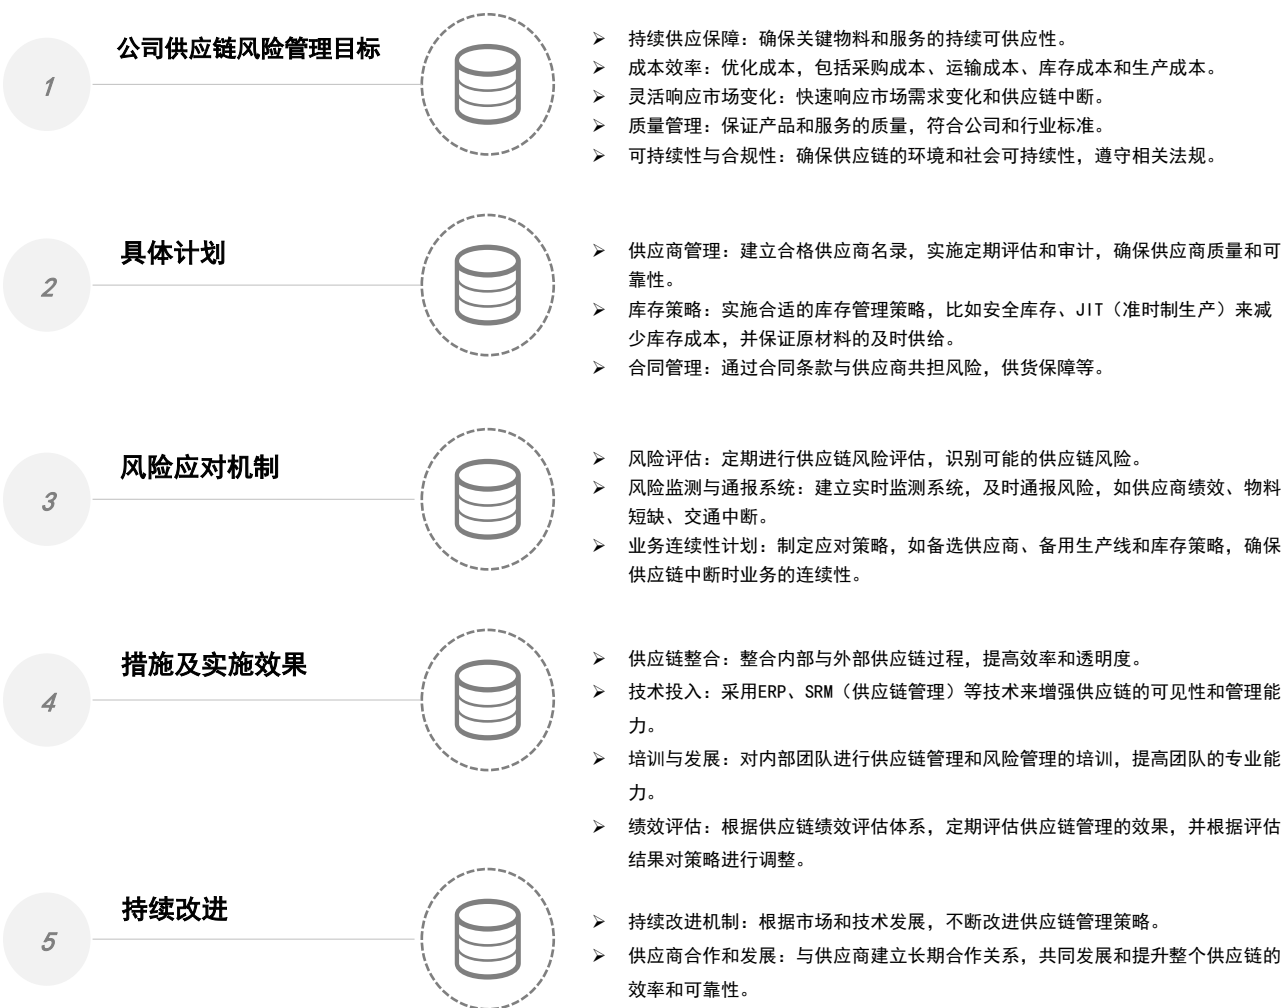 1
公司供应链风险管理目标
➢ 持续供应保障：确保关键物料和服务的持续可供应性。
➢ 成本效率：优化成本，包括采购成本、运输成本、库存成本和生产成本。
➢ 灵活响应市场变化：快速响应市场需求变化和供应链中断。
➢ 质量管理：保证产品和服务的质量，符合公司和行业标准。
➢ 可持续性与合规性：确保供应链的环境和社会可持续性，遵守相关法规。
2
具体计划
➢ 供应商管理：建立合格供应商名录，实施定期评估和审计，确保供应商质量和可
靠性。
➢ 库存策略：实施合适的库存管理策略，比如安全库存、JIT（准时制生产）来减
少库存成本，并保证原材料的及时供给。
➢ 合同管理：通过合同条款与供应商共担风险，供货保障等。
3
风险应对机制
➢ 风险评估：定期进行供应链风险评估，识别可能的供应链风险。
➢ 风险监测与通报系统：建立实时监测系统，及时通报风险，如供应商绩效、物料
短缺、交通中断。
➢ 业务连续性计划：制定应对策略，如备选供应商、备用生产线和库存策略，确保
供应链中断时业务的连续性。
4
措施及实施效果
➢ 供应链整合：整合内部与外部供应链过程，提高效率和透明度。
➢ 技术投入：采用ERP、SRM（供应链管理）等技术来增强供应链的可见性和管理能
力。
➢ 培训与发展：对内部团队进行供应链管理和风险管理的培训，提高团队的专业能
力。
➢ 绩效评估：根据供应链绩效评估体系，定期评估供应链管理的效果，并根据评估
结果对策略进行调整。
5
持续改进
➢ 持续改进机制：根据市场和技术发展，不断改进供应链管理策略。
➢ 供应商合作和发展：与供应商建立长期合作关系，共同发展和提升整个供应链的
效率和可靠性。